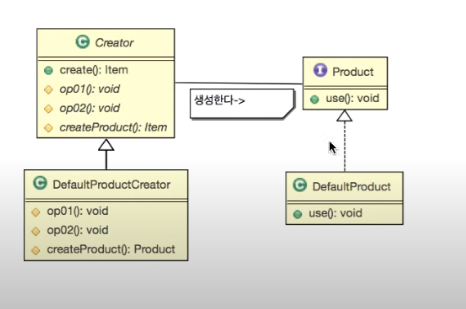 C Creator
create(): Item
op01(): void
op02(): void
createProduct(): Item
생성한다->
I Product
use(): void
C DefaultProductCreator
op01(): void
op02(): void
createProduct(): Product
C DefaultProduct
use(): void